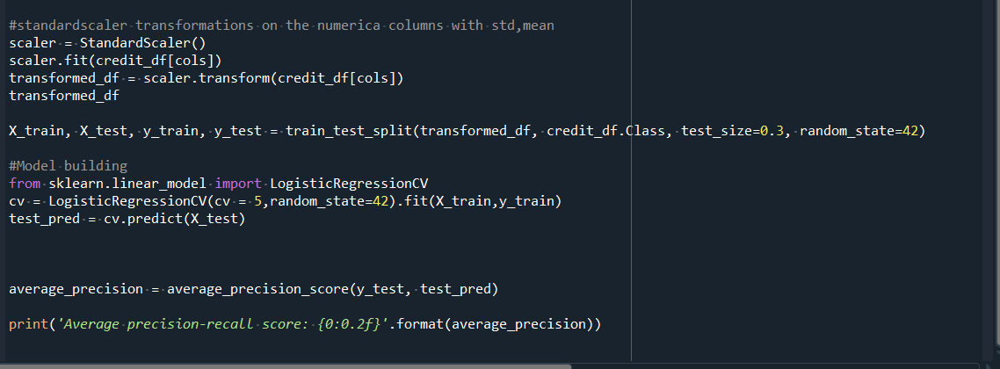 #standardscaler transformations on the numerica columns with std,mean
scaler = StandardScaler()
scaler.fit(credit_df[cols])
transformed_df = scaler.transform(credit_df[cols])
transformed_df
X_train, X_test, y_train, y_test = train_test_split(transformed_df, credit_df.Class, test_size=0.3, random_state=42)
#Model building
from sklearn.linear_model import LogisticRegressionCV
cv = LogisticRegressionCV(cv = 5,random_state=42).fit(X_train,y_train)
test_pred = cv.predict(X_test)
average_precision = average_precision_score(y_test, test_pred)
print('Average precision-recall score: {0:0.2f}'.format(average_precision))